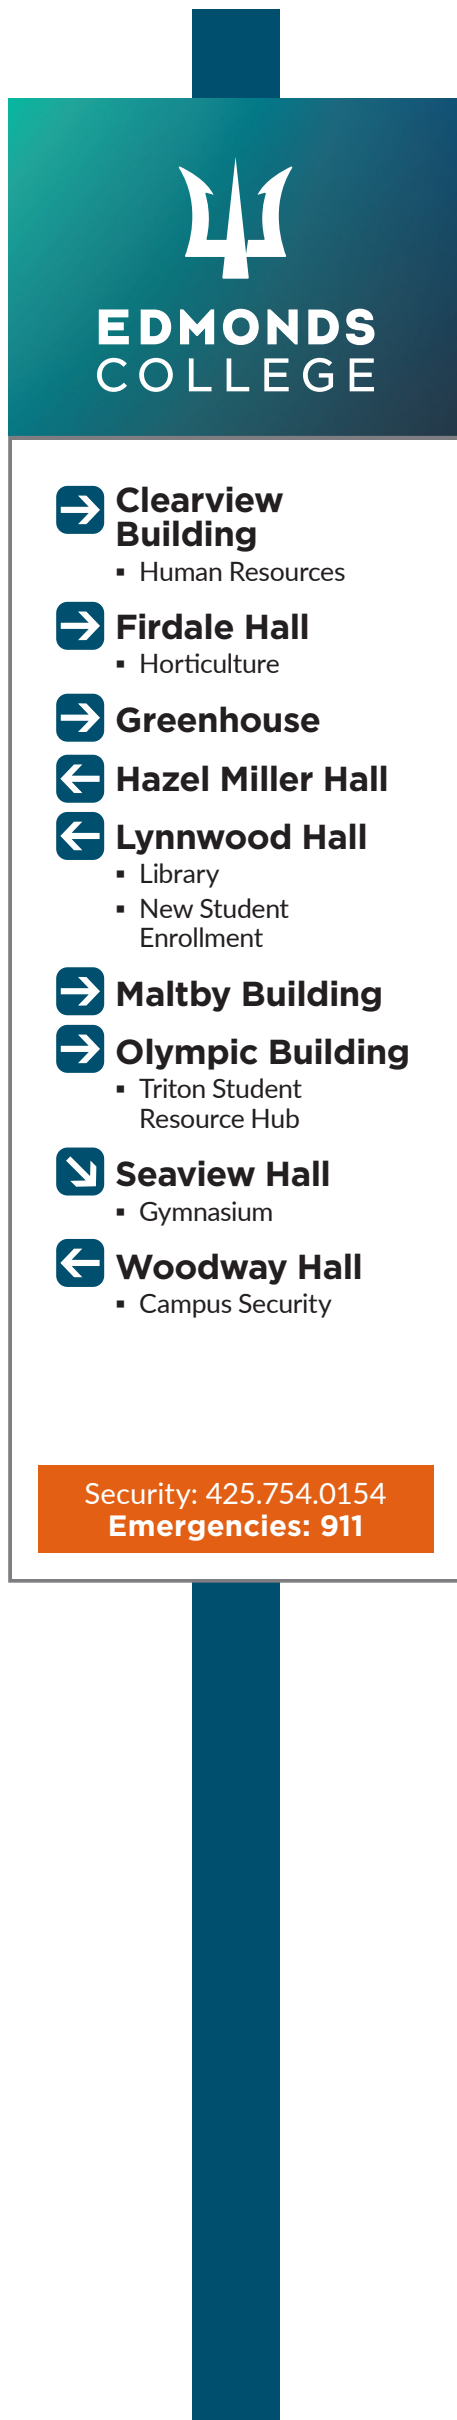 EDMONDS
COLLEGE
Clearview
Building
▪ Human Resources
Firdale Hall
▪ Horticulture
Greenhouse
Hazel Miller Hall
Lynnwood Hall
▪ Library
▪ New Student
Enrollment
Maltby Building
Olympic Building
▪ Triton Student
Resource Hub
Seaview Hall
▪ Gymnasium
Woodway Hall
▪ Campus Security
Security: 425.754.0154
Emergencies: 911